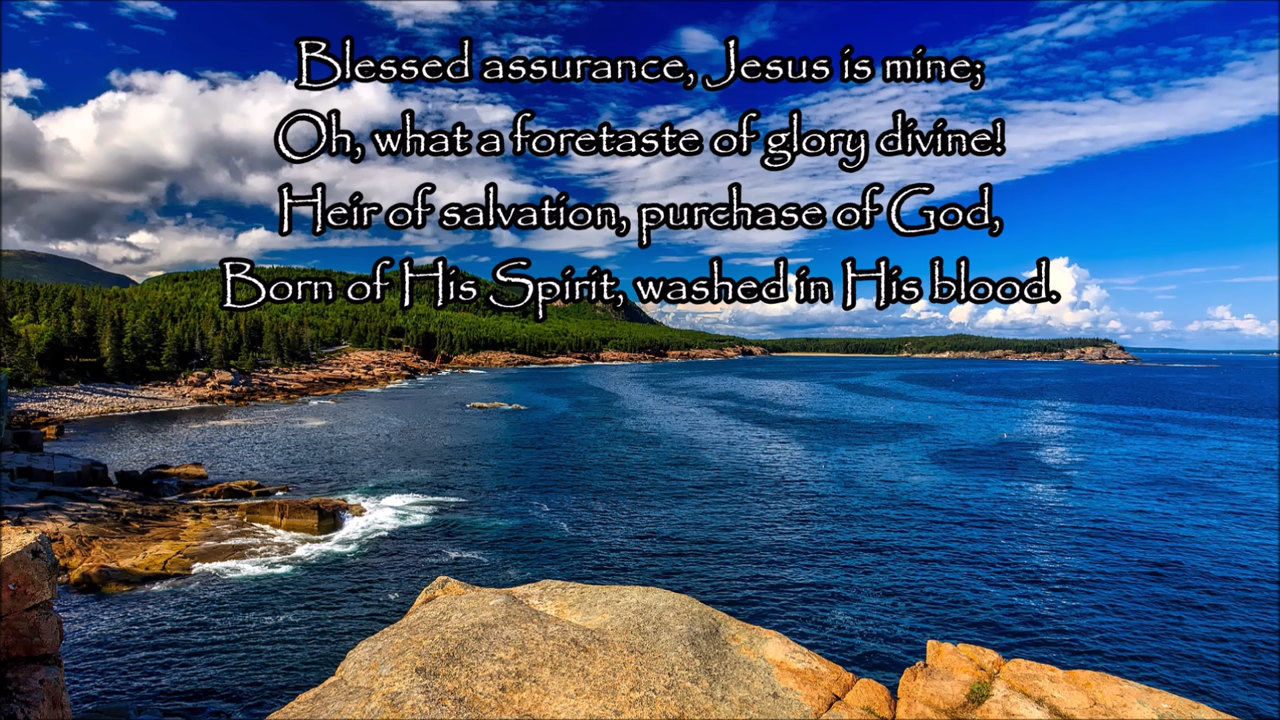 Blessed assurance, Jesus is mine;
Oh, what a foretaste of glory divine!
Heir of salvation, purchase of God,
Born of His Spirit, washed in His blood.